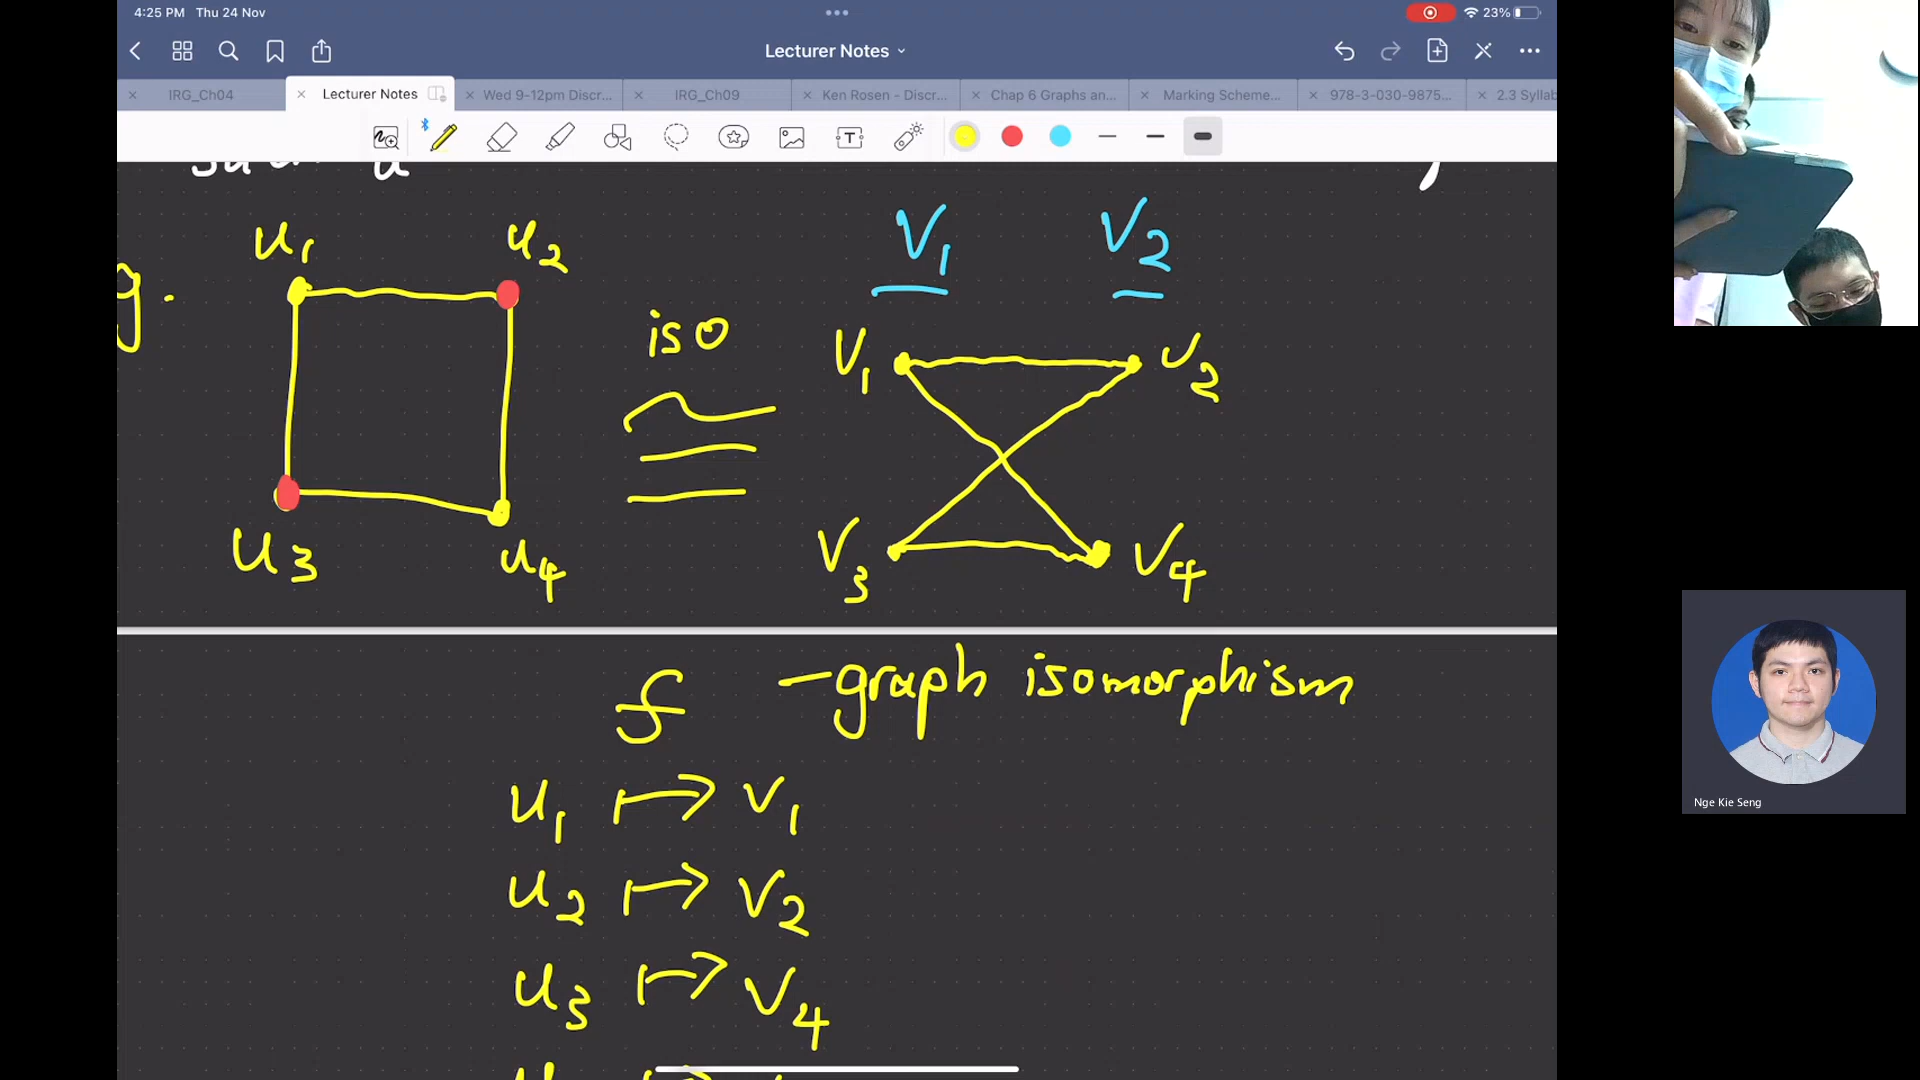 4:25 PM Thu 24 Nov
23%
Lecturer Notes
IRG_Ch04
Lecturer Notes
Wed 9-12pm Discr...
IRG_Ch09
Ken Rosen - Discr...
Chap 6 Graphs an...
Marking Scheme...
978-3-030-9875...
2.3 Syllab
such a
V1 V2
u1 u2
g.
iso
≅
V1 V2
u3 u4
V3 V4
f - graph isomorphism
u1 ↦ V1
u2 ↦ V2
u3 ↦ V4
Nge Kie Seng